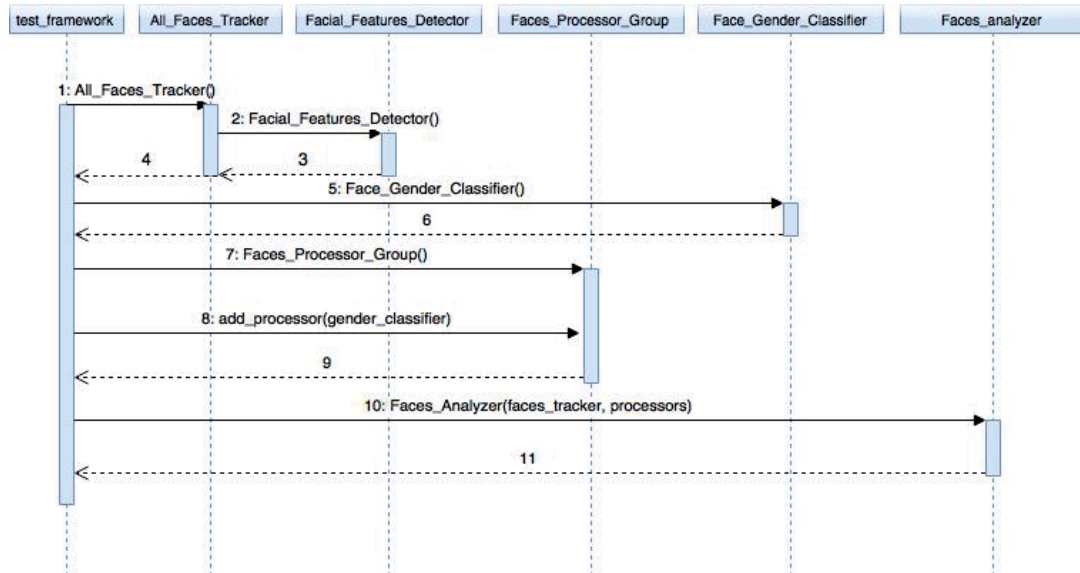 test_framework
All_Faces_Tracker
Facial_Features_Detector
Faces_Processor_Group
Face_Gender_Classifier
Faces_analyzer
1: All_Faces_Tracker()
2: Facial_Features_Detector()
4
3
5: Face_Gender_Classifier()
6
7: Faces_Processor_Group()
8: add_processor(gender_classifier)
9
10: Faces_Analyzer(faces_tracker, processors)
11